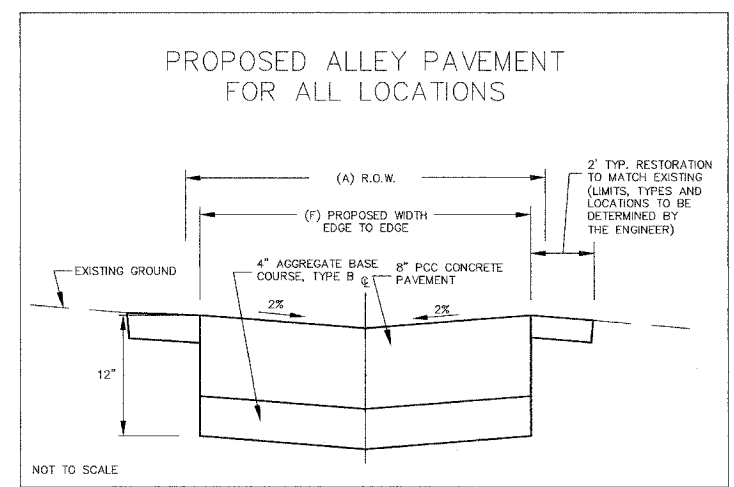 PROPOSED ALLEY PAVEMENT
FOR ALL LOCATIONS
2' TYP. RESTORATION
TO MATCH EXISTING
(LIMITS, TYPES AND
LOCATIONS TO BE
DETERMINED BY
THE ENGINEER)
(A) R.O.W.
(F) PROPOSED WIDTH
EDGE TO EDGE
EXISTING GROUND
4" AGGREGATE BASE
COURSE, TYPE B
℄
8" PCC CONCRETE
PAVEMENT
2%
2%
12"
NOT TO SCALE